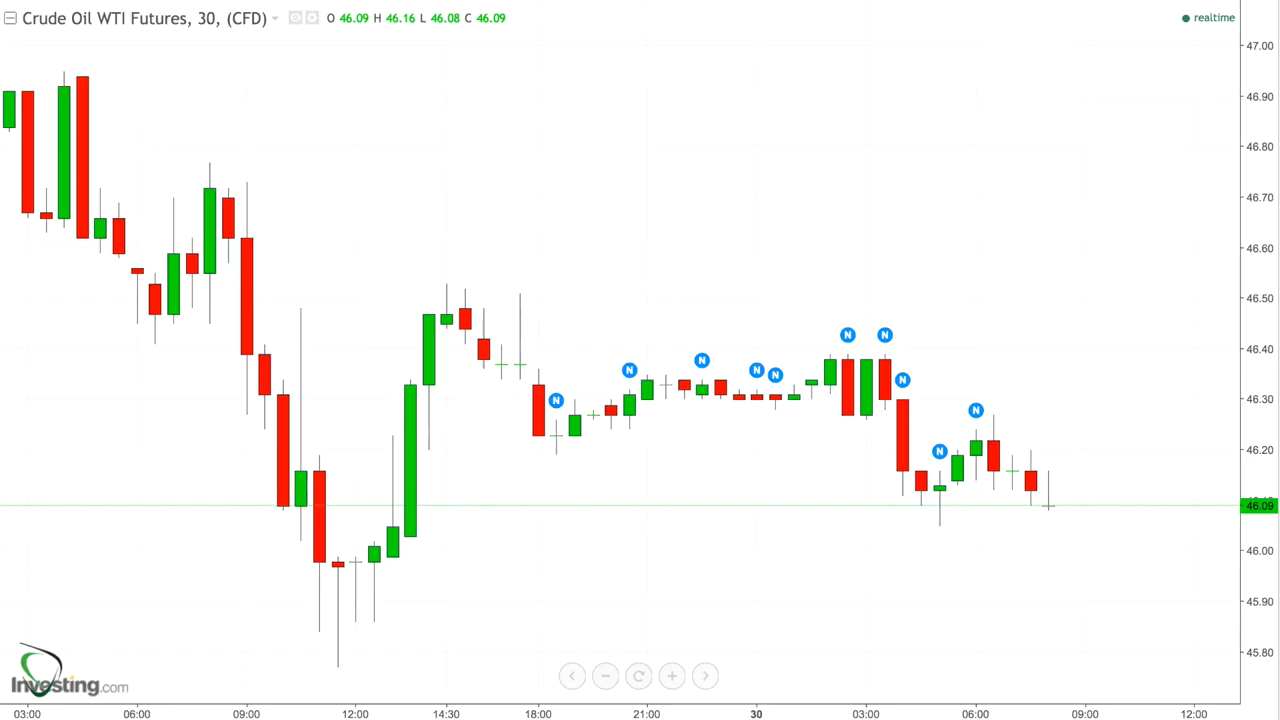 Crude Oil WTI Futures, 30, (CFD) O 46.09 H 46.16 L 46.08 C 46.09
realtime
47.00
46.90
46.80
46.70
46.60
46.50
46.40
46.30
46.20
46.09
46.00
45.90
45.80
N
N
N
N
N
N
N
N
N
N
Investing.com
03:00 06:00 09:00 12:00 14:30 18:00 21:00 30 03:00 06:00 09:00 12:00